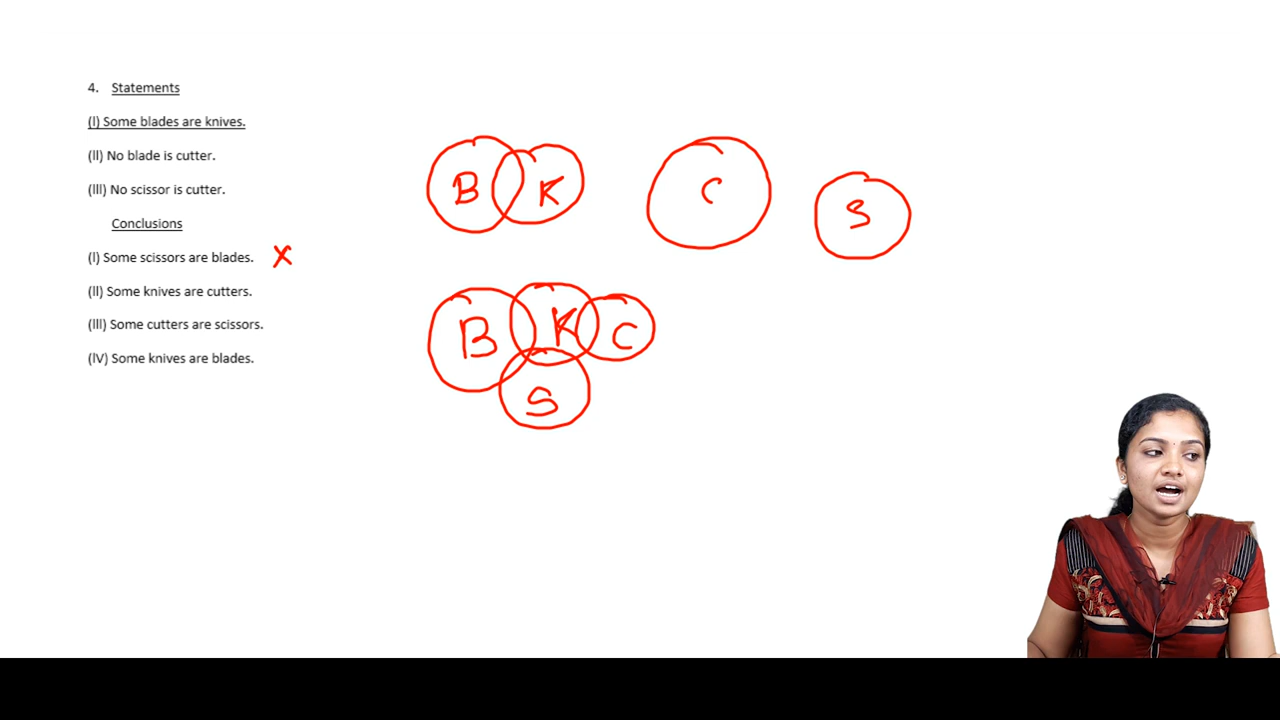 4. Statements
(I) Some blades are knives.
(II) No blade is cutter.
(III) No scissor is cutter.
Conclusions
(I) Some scissors are blades. X
(II) Some knives are cutters.
(III) Some cutters are scissors.
(IV) Some knives are blades.
B K C S
B K C
S